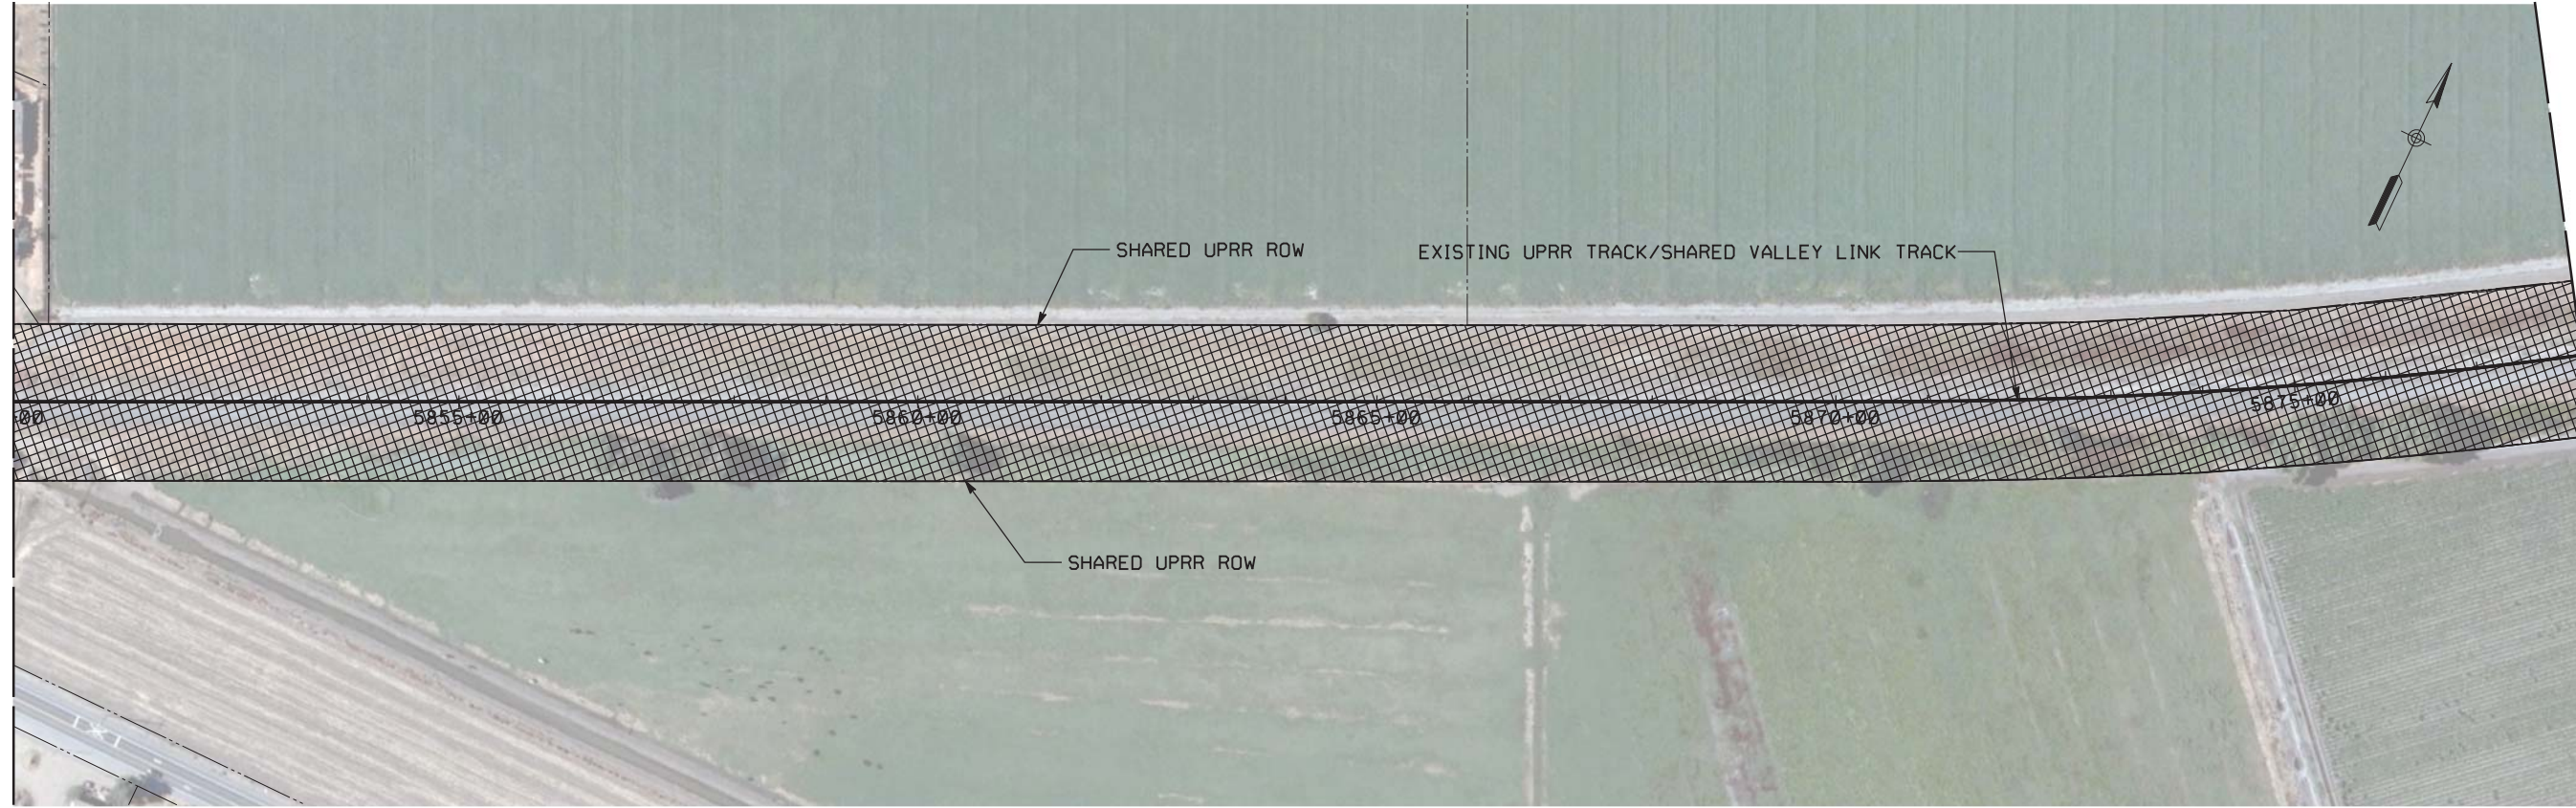 SHARED UPRR ROW
EXISTING UPRR TRACK/SHARED VALLEY LINK TRACK
+00
5855+00
5860+00
5865+00
5870+00
5875+00
SHARED UPRR ROW